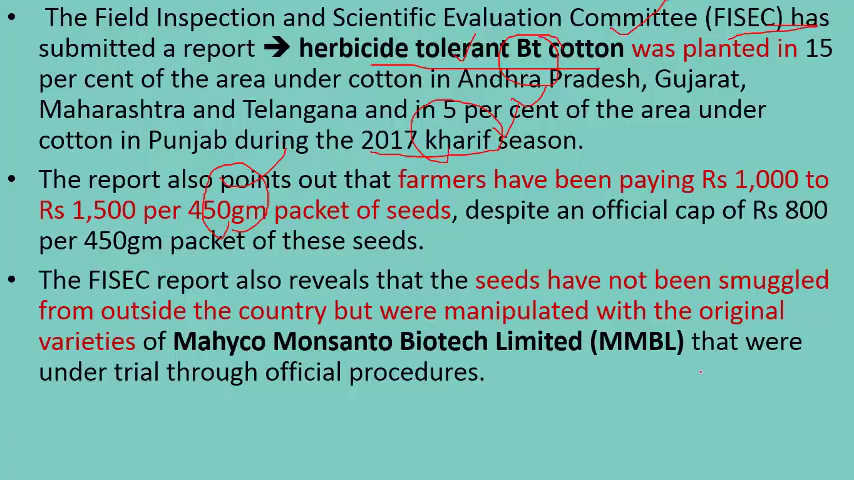 • The Field Inspection and Scientific Evaluation Committee (FISEC) has
submitted a report ➔ herbicide tolerant Bt cotton was planted in 15
per cent of the area under cotton in Andhra Pradesh, Gujarat,
Maharashtra and Telangana and in 5 per cent of the area under
cotton in Punjab during the 2017 kharif season.
• The report also points out that farmers have been paying Rs 1,000 to
Rs 1,500 per 450gm packet of seeds, despite an official cap of Rs 800
per 450gm packet of these seeds.
• The FISEC report also reveals that the seeds have not been smuggled
from outside the country but were manipulated with the original
varieties of Mahyco Monsanto Biotech Limited (MMBL) that were
under trial through official procedures.